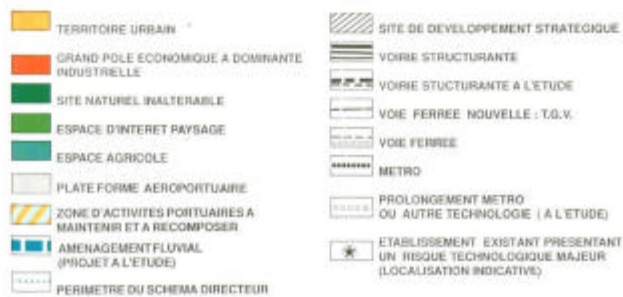 TERRITOIRE URBAIN
GRAND POLE ECONOMIQUE A DOMINANTE
INDUSTRIELLE
SITE NATUREL INALTERABLE
ESPACE D'INTERET PAYSAGE
ESPACE AGRICOLE
PLATE FORME AEROPORTUAIRE
ZONE D'ACTIVITES PORTUAIRES A
MAINTENIR ET A RECOMPOSER
AMENAGEMENT FLUVIAL
(PROJET A L'ETUDE)
PERIMETRE DU SCHEMA DIRECTEUR
SITE DE DEVELOPPEMENT STRATEGIQUE
VOIRIE STRUCTURANTE
VOIRIE STUCTURANTE A L'ETUDE
VOIE FERREE NOUVELLE : T.G.V.
VOIE FERREE
METRO
PROLONGEMENT METRO
OU AUTRE TECHNOLOGIE ( A L'ETUDE)
ETABLISSEMENT EXISTANT PRESENTANT
UN RISQUE TECHNOLOGIQUE MAJEUR
(LOCALISATION INDICATIVE)